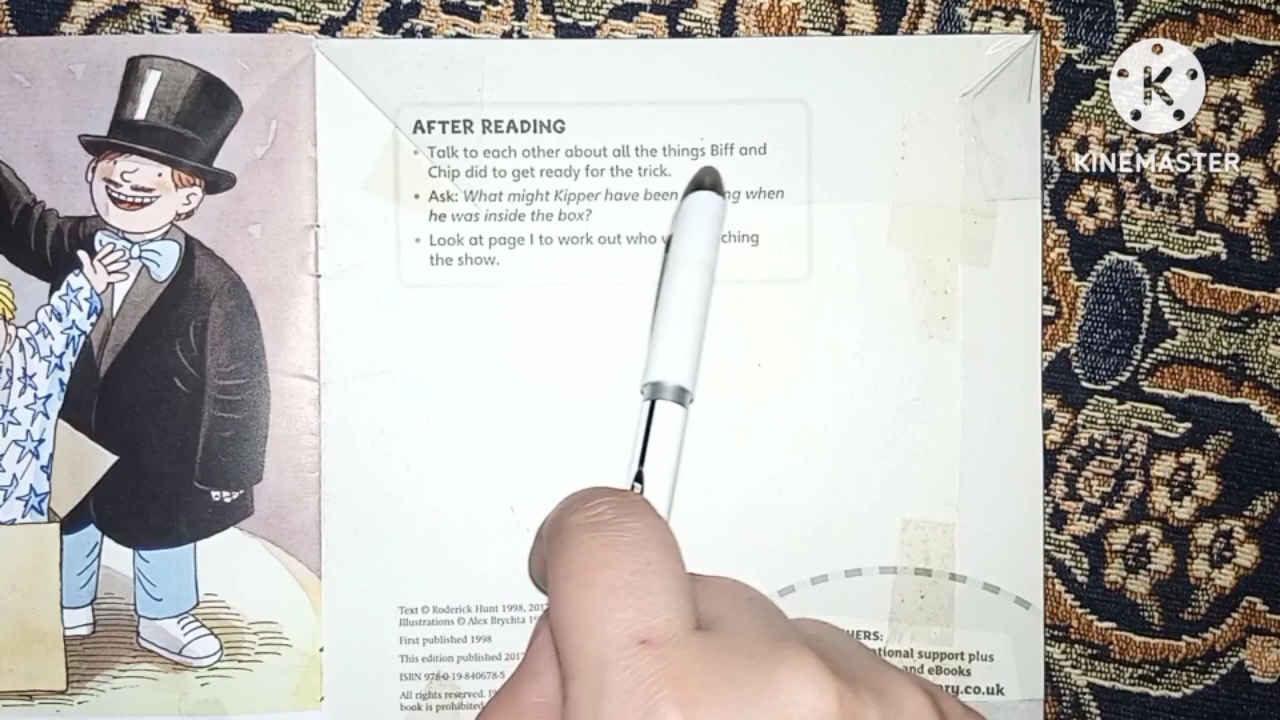 AFTER READING
• Talk to each other about all the things Biff and
Chip did to get ready for the trick.
• Ask: What might Kipper have been when
he was inside the box?
• Look at page 1 to work out who
the show.
Text © Roderick Hunt 1998,
Illustrations © Alex Brychta
First published 1998
This edition published 2017
ISBN 978-0-19-840678-5
All rights reserved.
book is prohibited
support plus
and eBooks
K
KINEMASTER